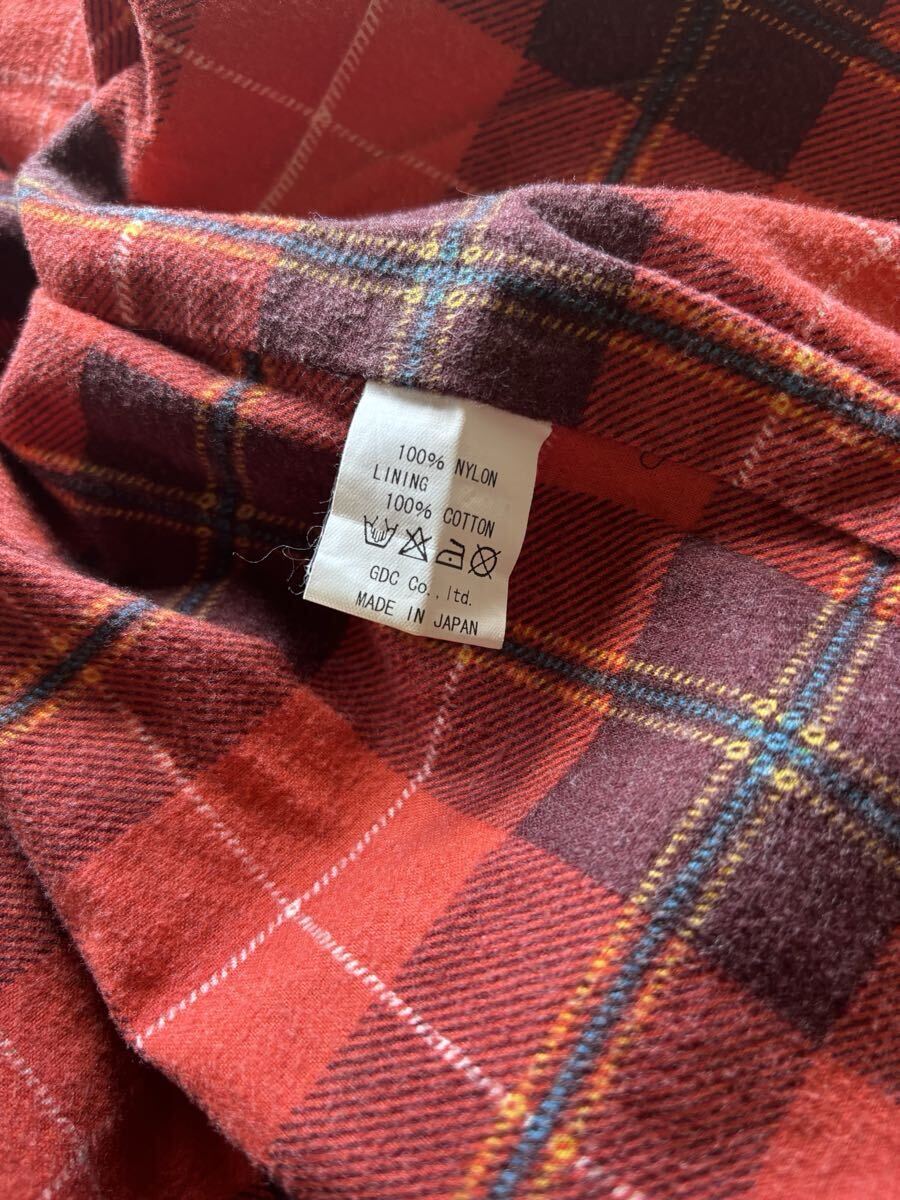 100% NYLON
LINING
100% COTTON
GDC Co.,ltd.
MADE IN JAPAN